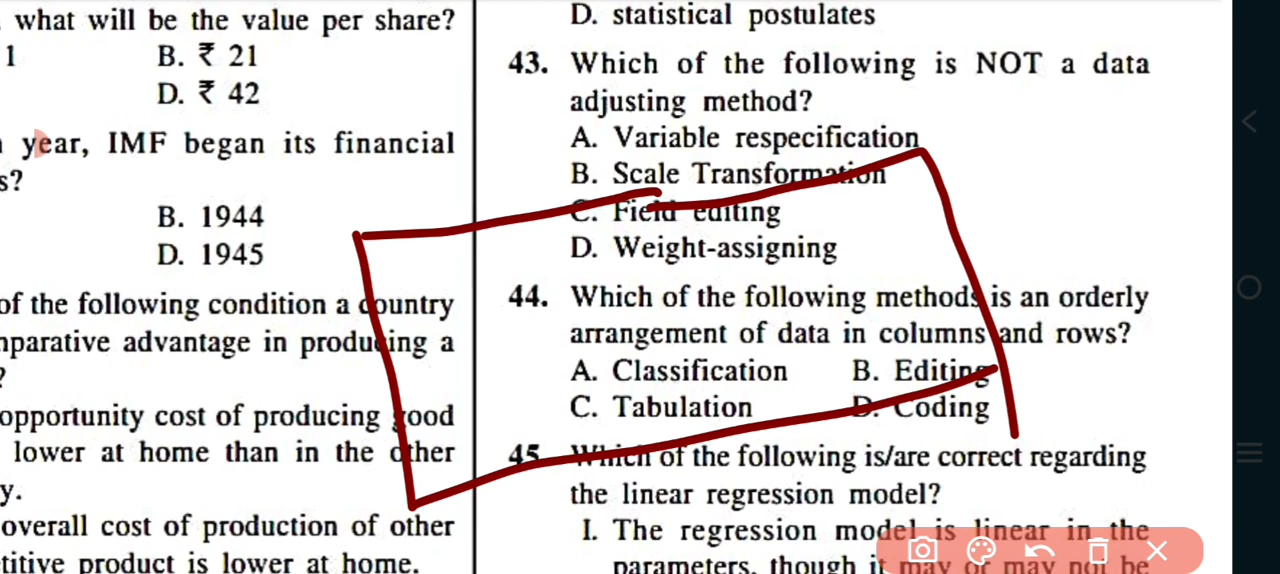 what will be the value per share?
1 B. ₹ 21
D. ₹ 42
year, IMF began its financial
s?
B. 1944
D. 1945
of the following condition a country
mparative advantage in producing a
?
opportunity cost of producing good
lower at home than in the other
y.
overall cost of production of other
titive product is lower at home.
D. statistical postulates
43. Which of the following is NOT a data
adjusting method?
A. Variable respecification
B. Scale Transformation
C. Field editing
D. Weight-assigning
44. Which of the following methods is an orderly
arrangement of data in columns and rows?
A. Classification B. Editing
C. Tabulation D. Coding
45. Which of the following is/are correct regarding
the linear regression model?
I. The regression model is linear in the
parameters, though it may or may not be